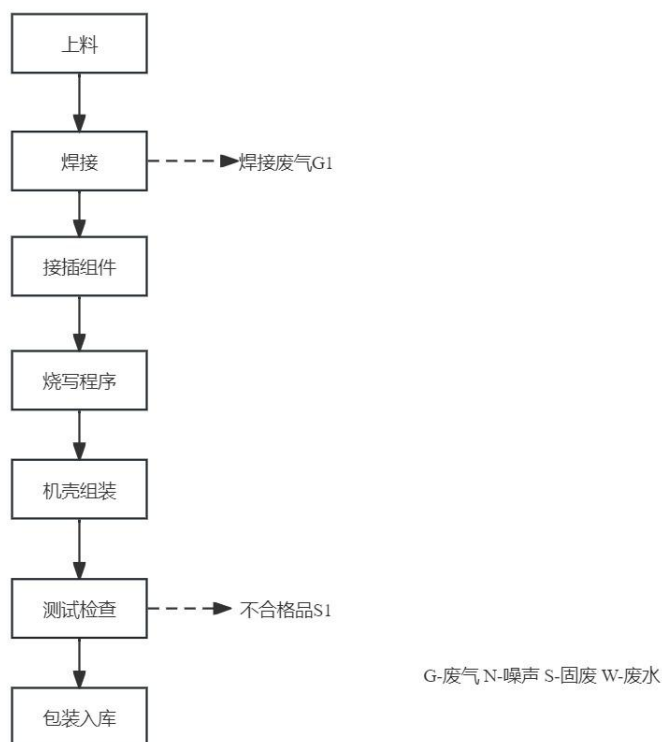 上料
焊接
焊接废气G1
接插组件
烧写程序
机壳组装
测试检查
不合格品S1
G-废气 N-噪声 S-固废 W-废水
包装入库